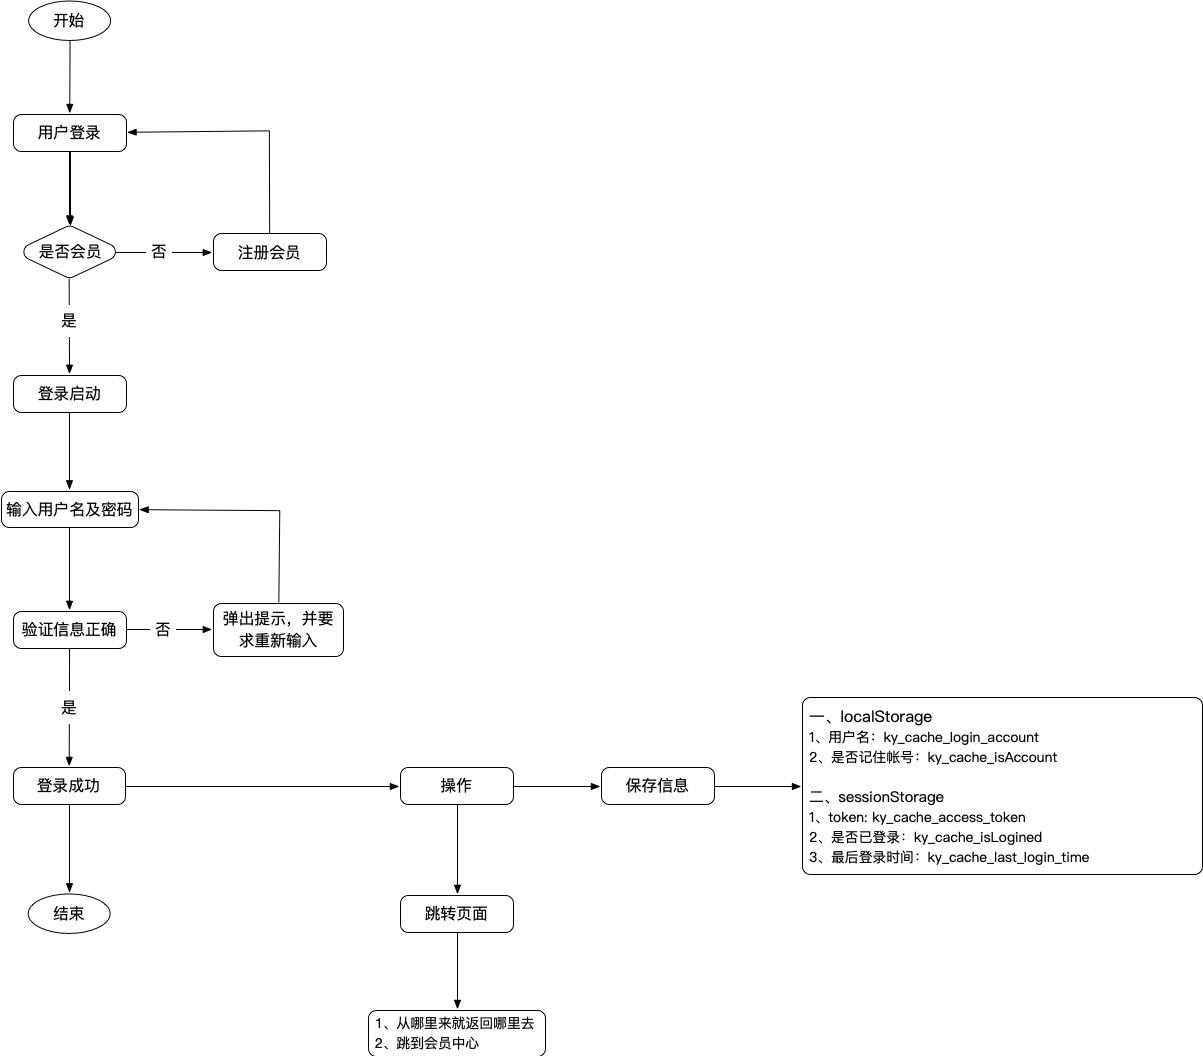 开始
用户登录
是否会员
否
注册会员
是
登录启动
输入用户名及密码
验证信息正确
否
弹出提示，并要
求重新输入
是
登录成功
操作
保存信息
一、localStorage
1、用户名：ky_cache_login_account
2、是否记住帐号：ky_cache_isAccount
二、sessionStorage
1、token: ky_cache_access_token
2、是否已登录：ky_cache_isLogined
3、最后登录时间：ky_cache_last_login_time
结束
跳转页面
1、从哪里来就返回哪里去
2、跳到会员中心